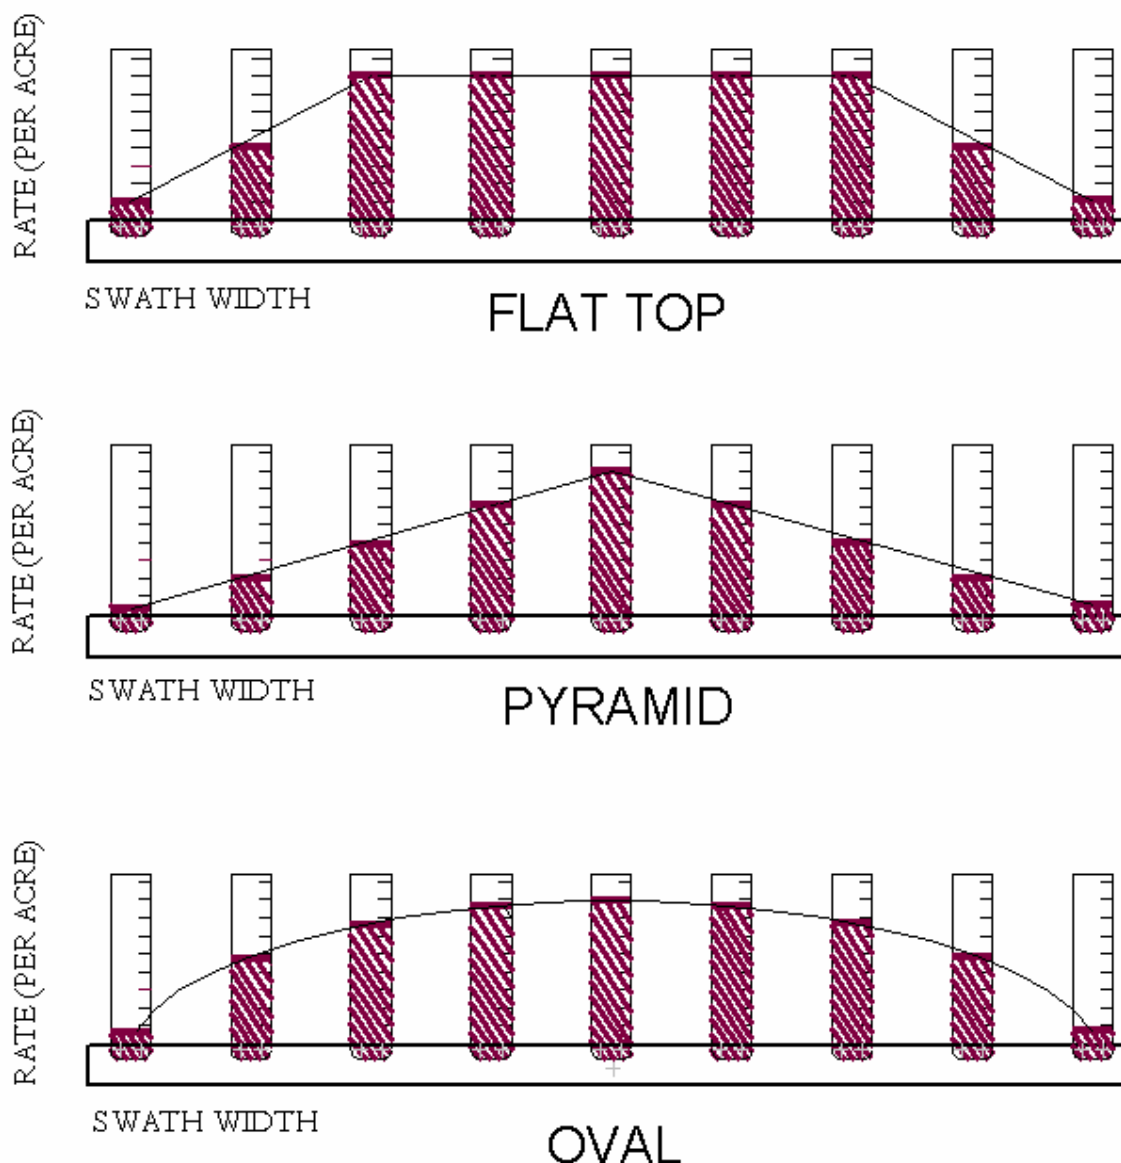 RATE (PER ACRE)
SWATH WIDTH
FLAT TOP
RATE (PER ACRE)
SWATH WIDTH
PYRAMID
RATE (PER ACRE)
SWATH WIDTH
OVAL